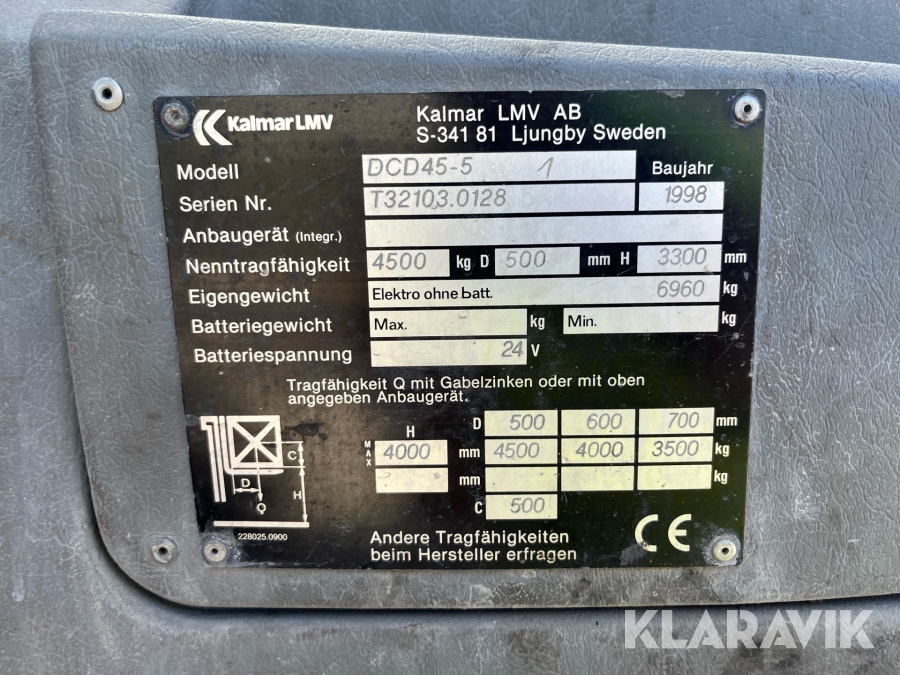 KalmarLMV
Kalmar LMV AB
S-341 81 Ljungby Sweden
Modell DCD45-5 1 Baujahr
Serien Nr. T32103.0128 1998
Anbaugerät (Integr.)
Nenntragfähigkeit 4500 kg D 500 mm H 3300 mm
Eigengewicht Elektro ohne batt. 6960 kg
Batteriegewicht Max. kg Min. kg
Batteriespannung 24 V
Tragfähigkeit Q mit Gabelzinken oder mit oben
angegeben Anbaugerät.
H D 500 600 700 mm
MAX 4000 mm 4500 4000 3500 kg
mm kg
C 500
C
D
H
Q
228025.0900
Andere Tragfähigkeiten
beim Hersteller erfragen
CE
KLARAVIK